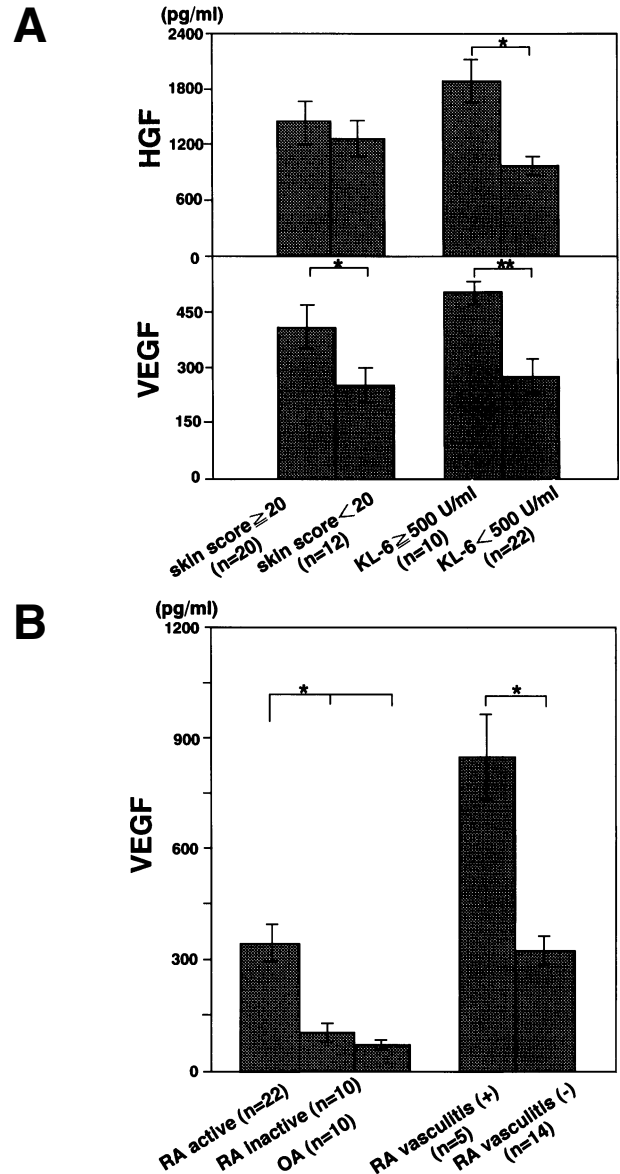 A
(pg/ml)
2400
1800
1200
600
0
HGF
*
450
300
150
0
VEGF
*
**
skin score≧20
(n=20)
skin score<20
(n=12)
KL-6≧500 U/ml
(n=10)
KL-6<500 U/ml
(n=22)
B
(pg/ml)
1200
900
600
300
0
VEGF
*
*
RA active (n=22)
RA inactive (n=10)
OA (n=10)
RA vasculitis (+)
(n=5)
RA vasculitis (-)
(n=14)